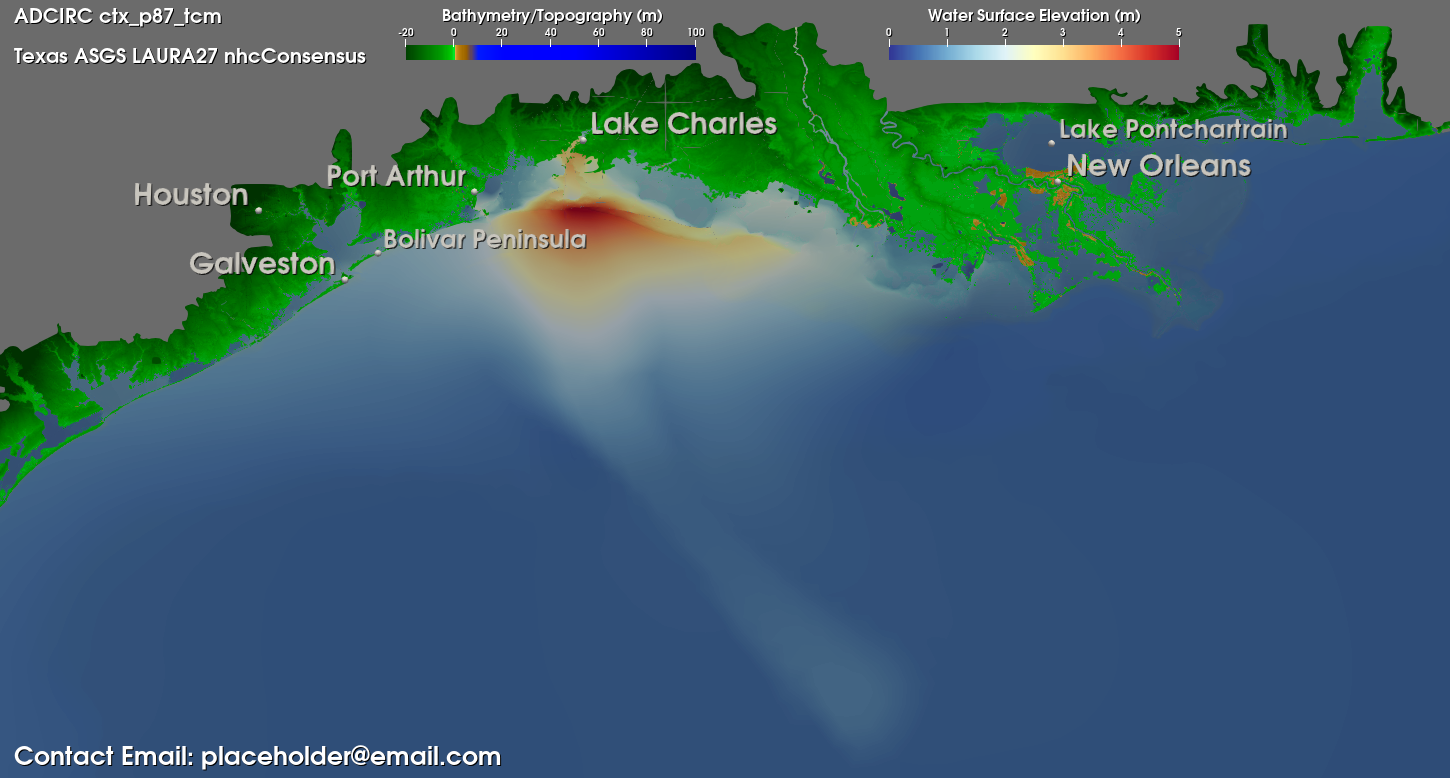 ADCIRC ctx_p87_tcm
Bathymetry/Topography (m)
Water Surface Elevation (m)
-20 0 20 40 60 80 100
0 1 2 3 4 5
Texas ASGS LAURA27 nhcConsensus
Lake Charles
Lake Pontchartrain
New Orleans
Port Arthur
Houston
Bolivar Peninsula
Galveston
Contact Email: placeholder@email.com